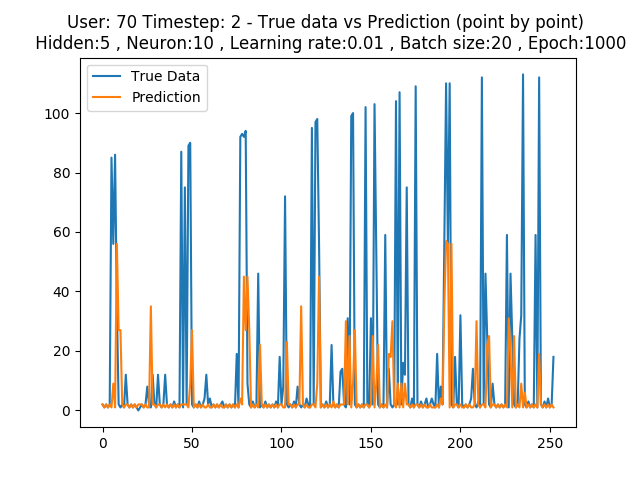 User: 70 Timestep: 2 - True data vs Prediction (point by point)
Hidden:5 , Neuron:10 , Learning rate:0.01 , Batch size:20 , Epoch:1000
True Data
Prediction
100
80
60
40
20
0
0 50 100 150 200 250